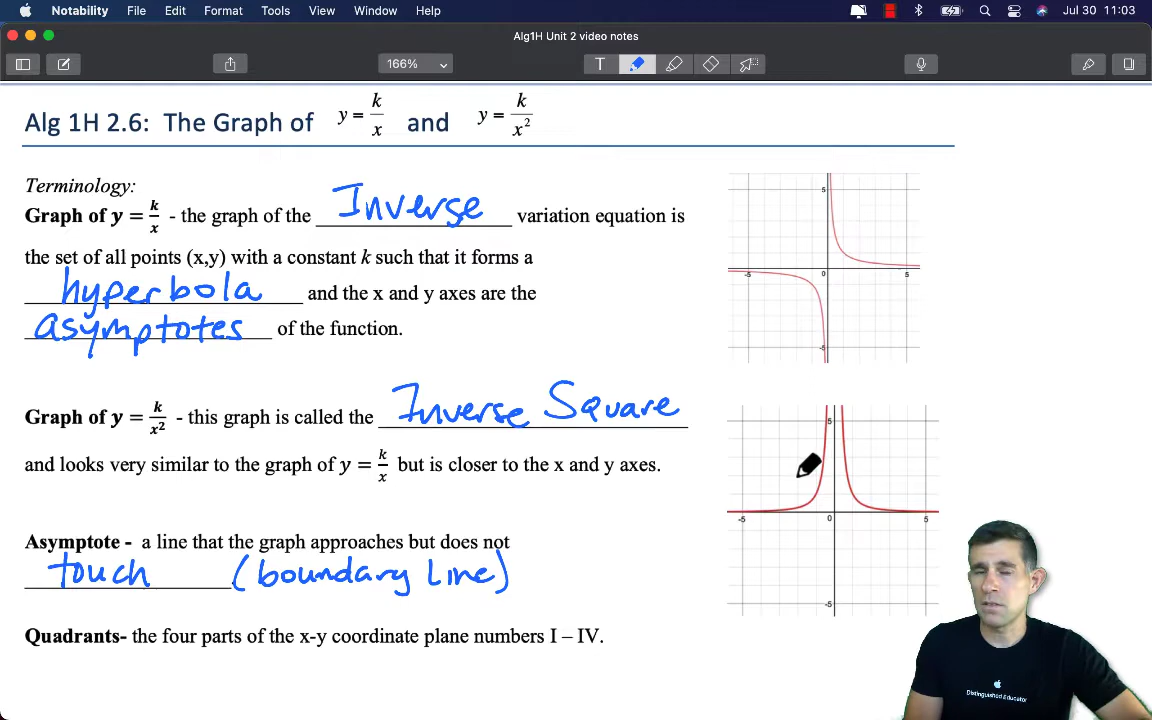 Notability File Edit Format Tools View Window Help Jul 30 11:03
Alg1H Unit 2 video notes
166% T
Alg 1H 2.6: The Graph of y = k/x and y = k/x²
Terminology:
Graph of y = k/x - the graph of the Inverse variation equation is
the set of all points (x,y) with a constant k such that it forms a
hyperbola and the x and y axes are the
asymptotes of the function.
5
-5 0 5
-5
Graph of y = k/x² - this graph is called the Inverse Square
and looks very similar to the graph of y = k/x but is closer to the x and y axes.
5
-5 0 5
-5
Asymptote - a line that the graph approaches but does not
touch (boundary Line)
Quadrants- the four parts of the x-y coordinate plane numbers I – IV.
Distinguished Educator